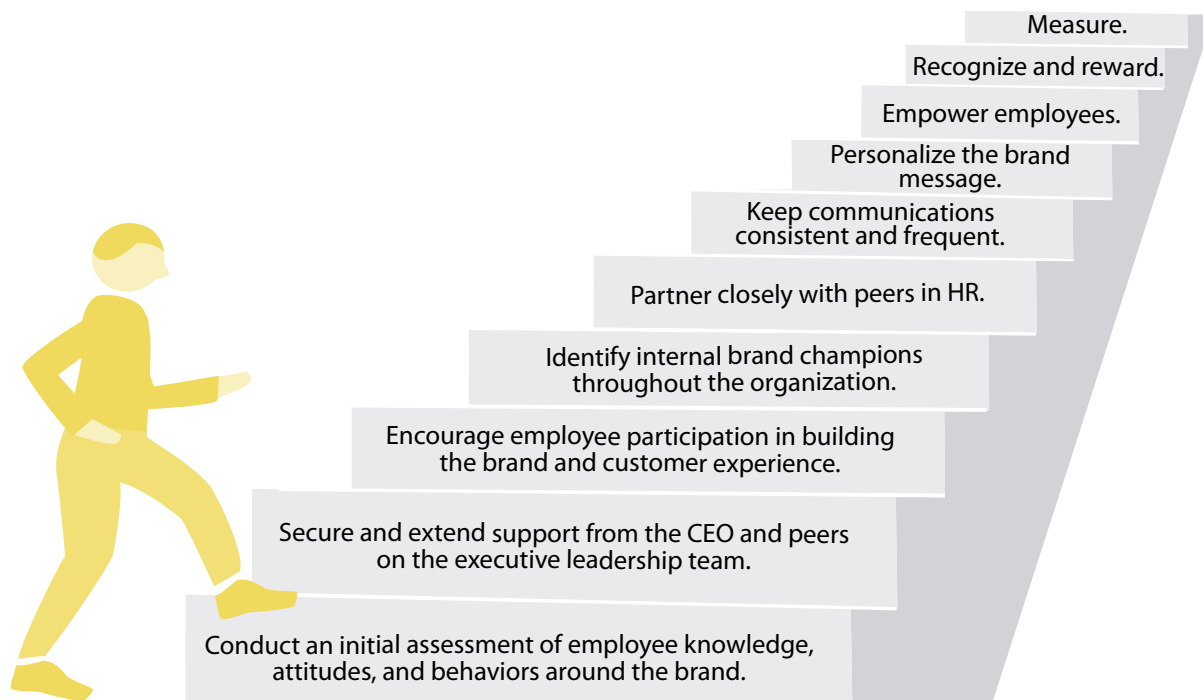 Measure.
Recognize and reward.
Empower employees.
Personalize the brand
message.
Keep communications
consistent and frequent.
Partner closely with peers in HR.
Identify internal brand champions
throughout the organization.
Encourage employee participation in building
the brand and customer experience.
Secure and extend support from the CEO and peers
on the executive leadership team.
Conduct an initial assessment of employee knowledge,
attitudes, and behaviors around the brand.